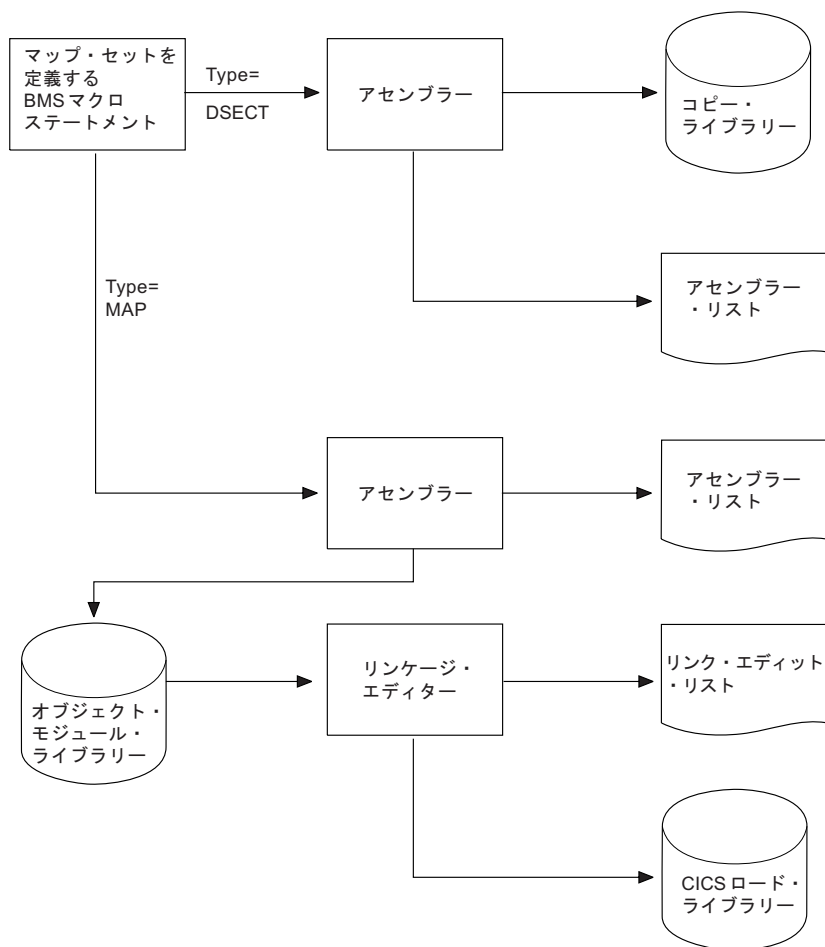 マップ・セットを
定義する
BMS マクロ
ステートメント
Type=
DSECT
アセンブラー
コピー・
ライブラリー
アセンブラー
・リスト
Type=
MAP
アセンブラー
アセンブラー
・リスト
オブジェクト・
モジュール・
ライブラリー
リンケージ・
エディター
リンク・エディット
・リスト
CICS ロード・
ライブラリー